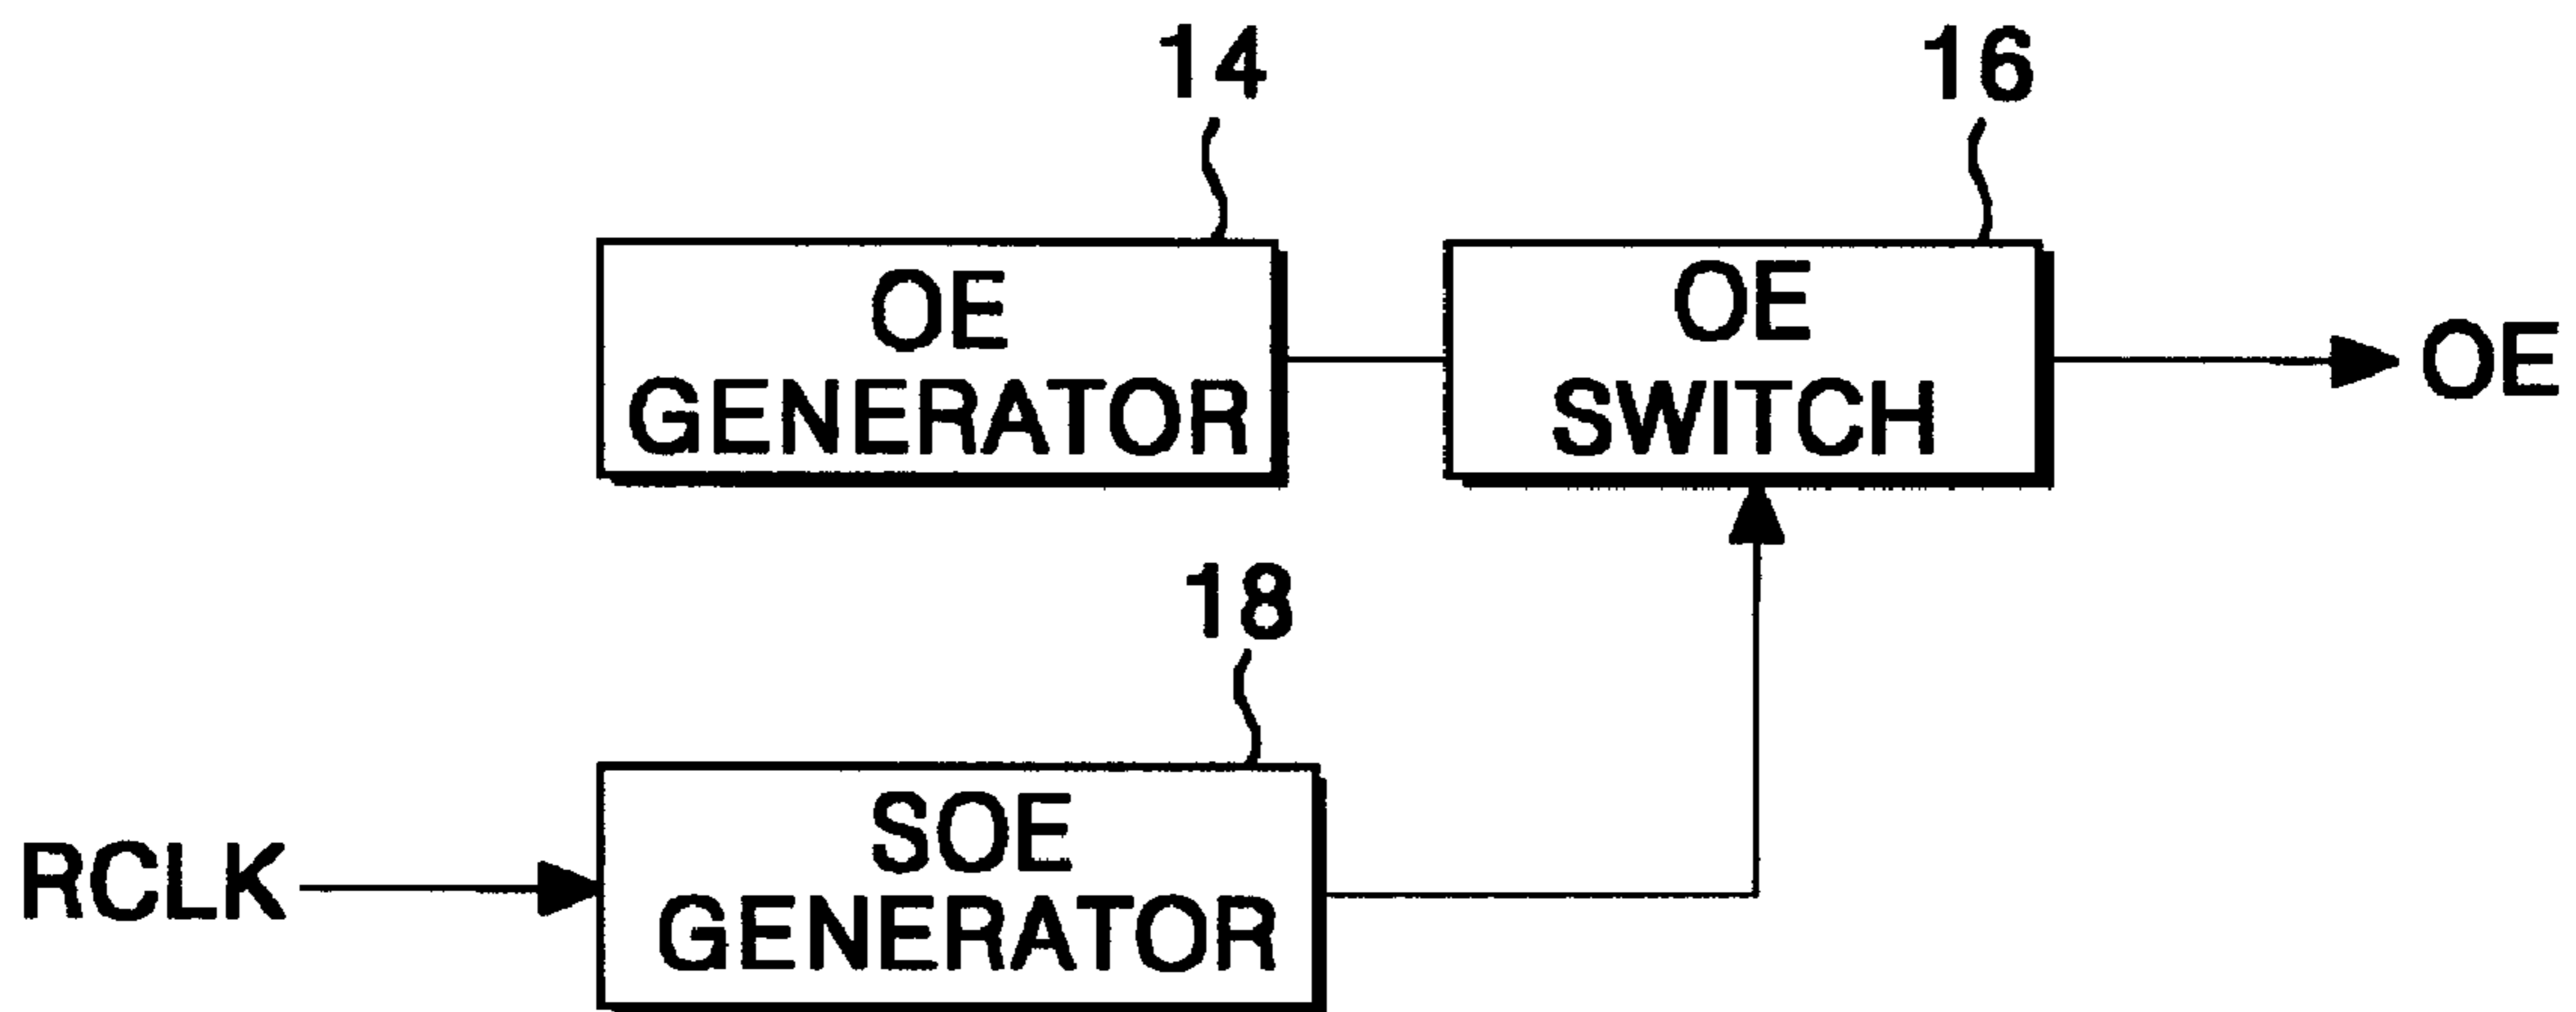 14
16
OE
GENERATOR
OE
SWITCH
OE
18
RCLK
SOE
GENERATOR